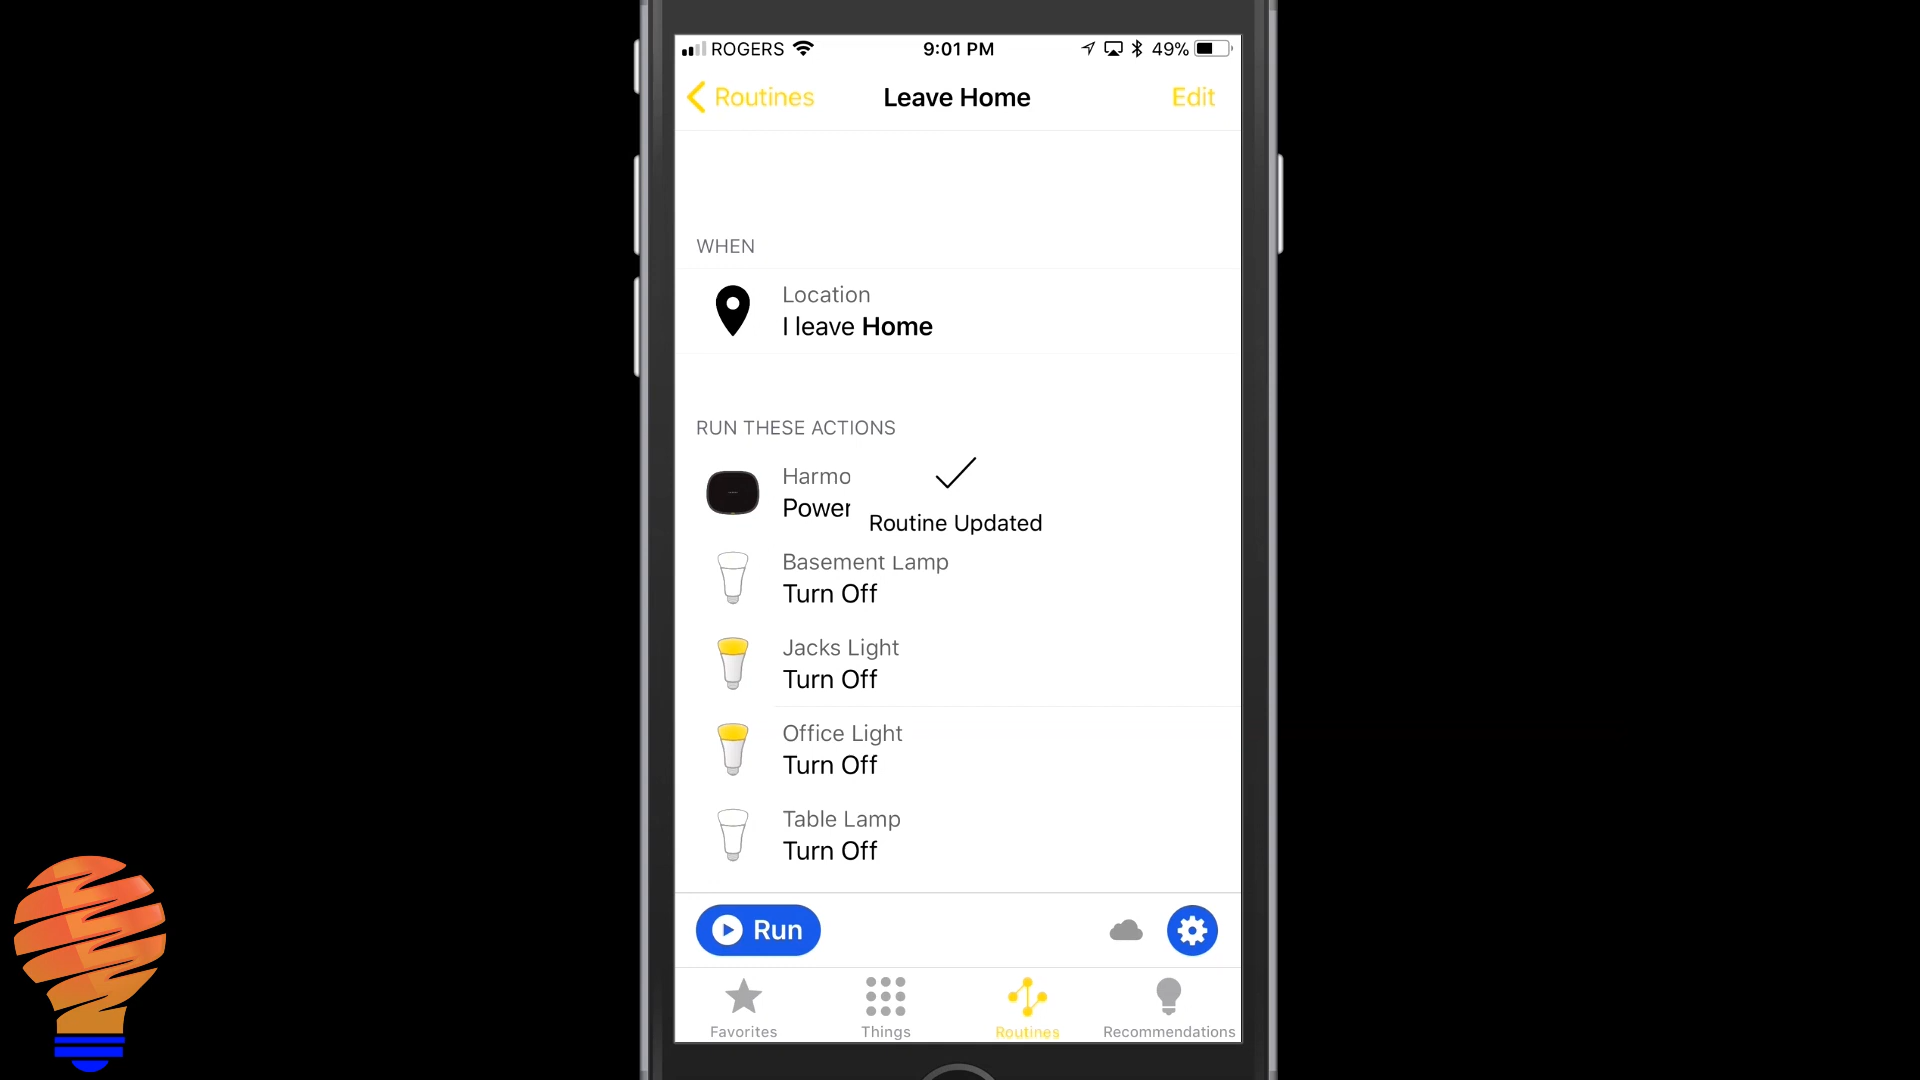 ROGERS 9:01 PM 49%
Routines Leave Home Edit
WHEN
Location
I leave Home
RUN THESE ACTIONS
Harmo
Power
Routine Updated
Basement Lamp
Turn Off
Jacks Light
Turn Off
Office Light
Turn Off
Table Lamp
Turn Off
Run
Favorites Things Routines Recommendations